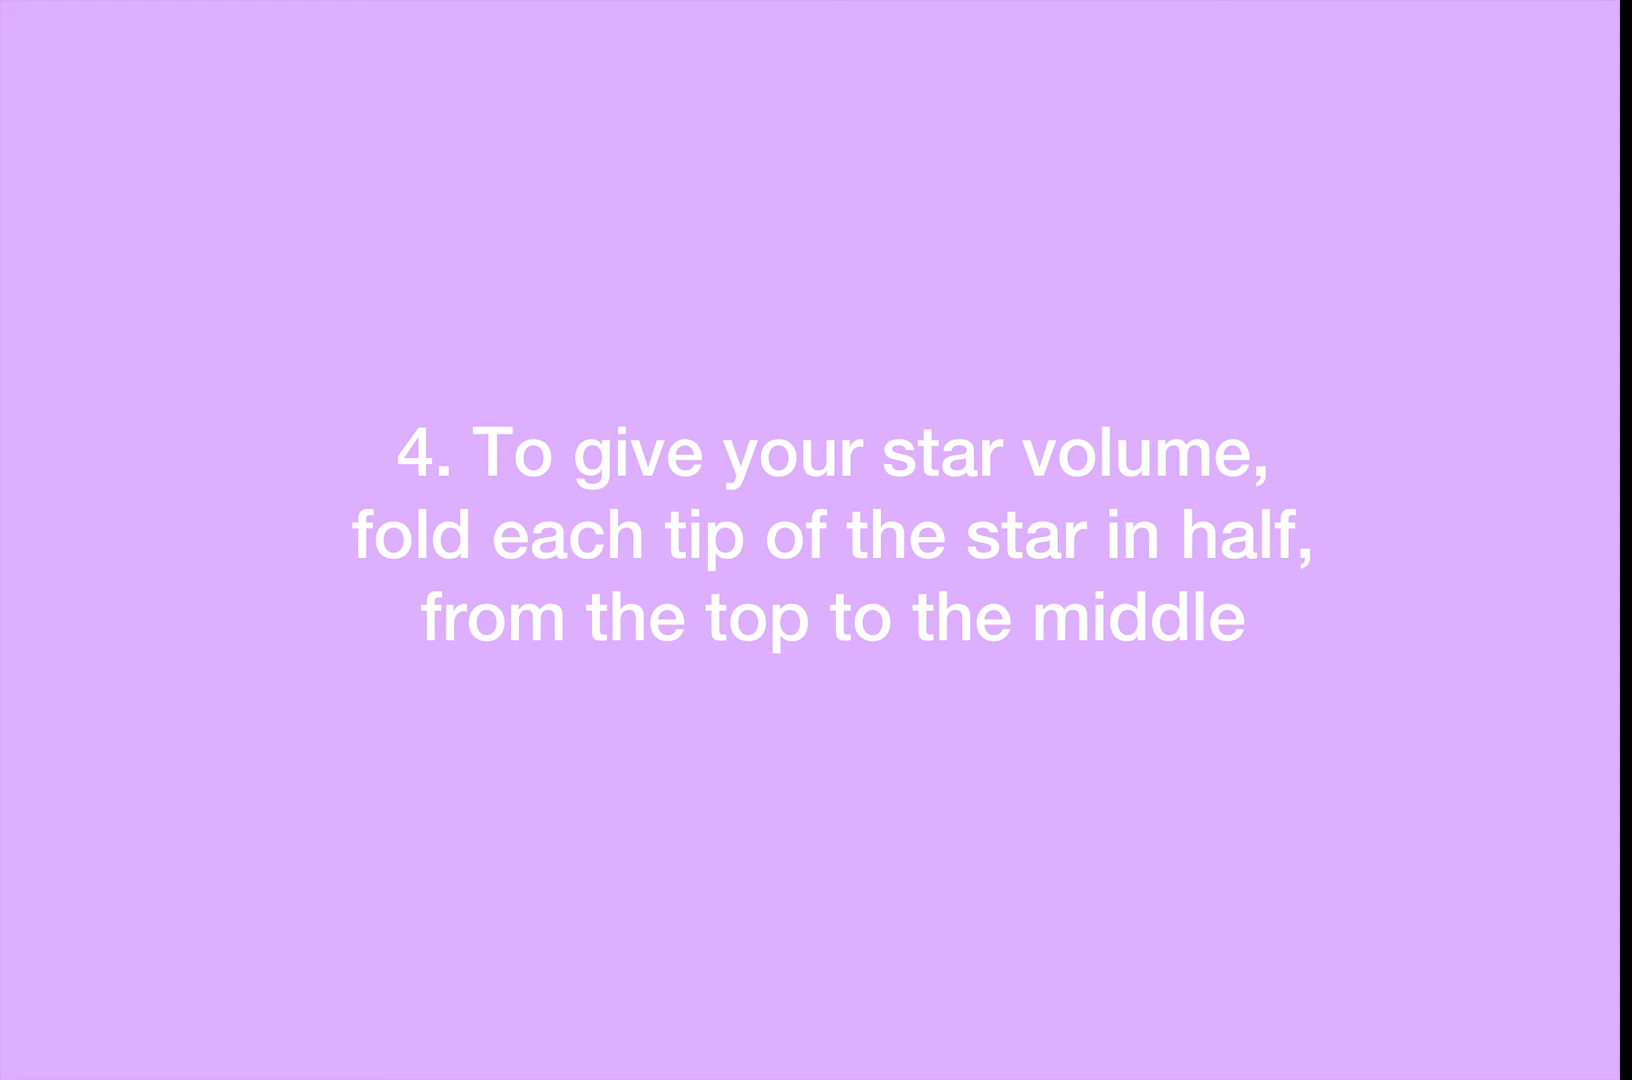 4. To give your star volume,
fold each tip of the star in half,
from the top to the middle